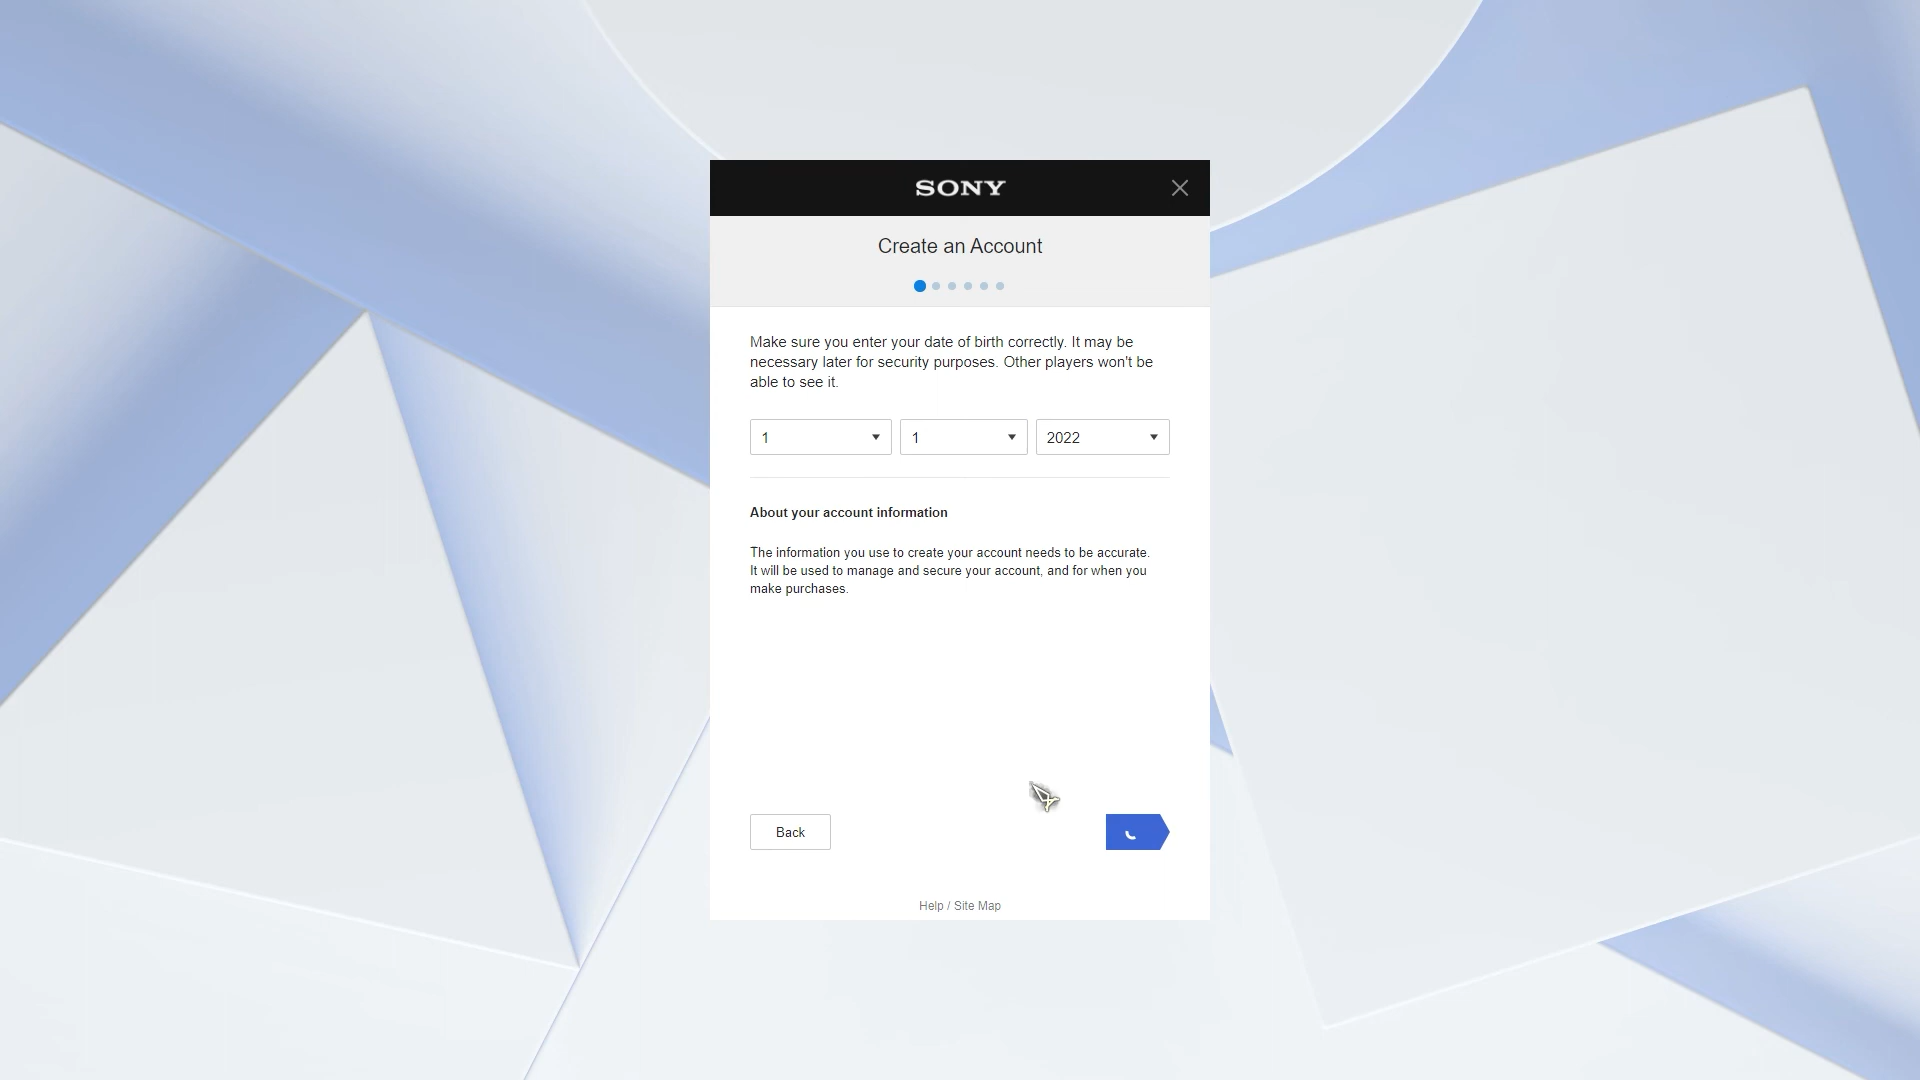 SONY
Create an Account
Make sure you enter your date of birth correctly. It may be
necessary later for security purposes. Other players won't be
able to see it.
1 1 2022
About your account information
The information you use to create your account needs to be accurate.
It will be used to manage and secure your account, and for when you
make purchases.
Back
Help / Site Map